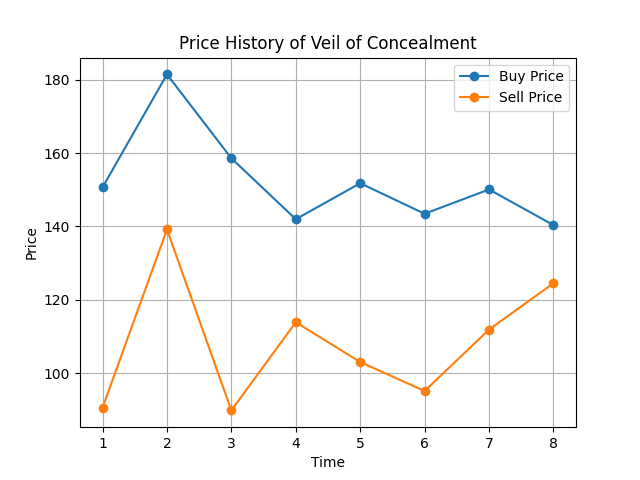 Price History of Veil of Concealment
Buy Price
Sell Price
180
160
140
120
100
Price
1 2 3 4 5 6 7 8
Time